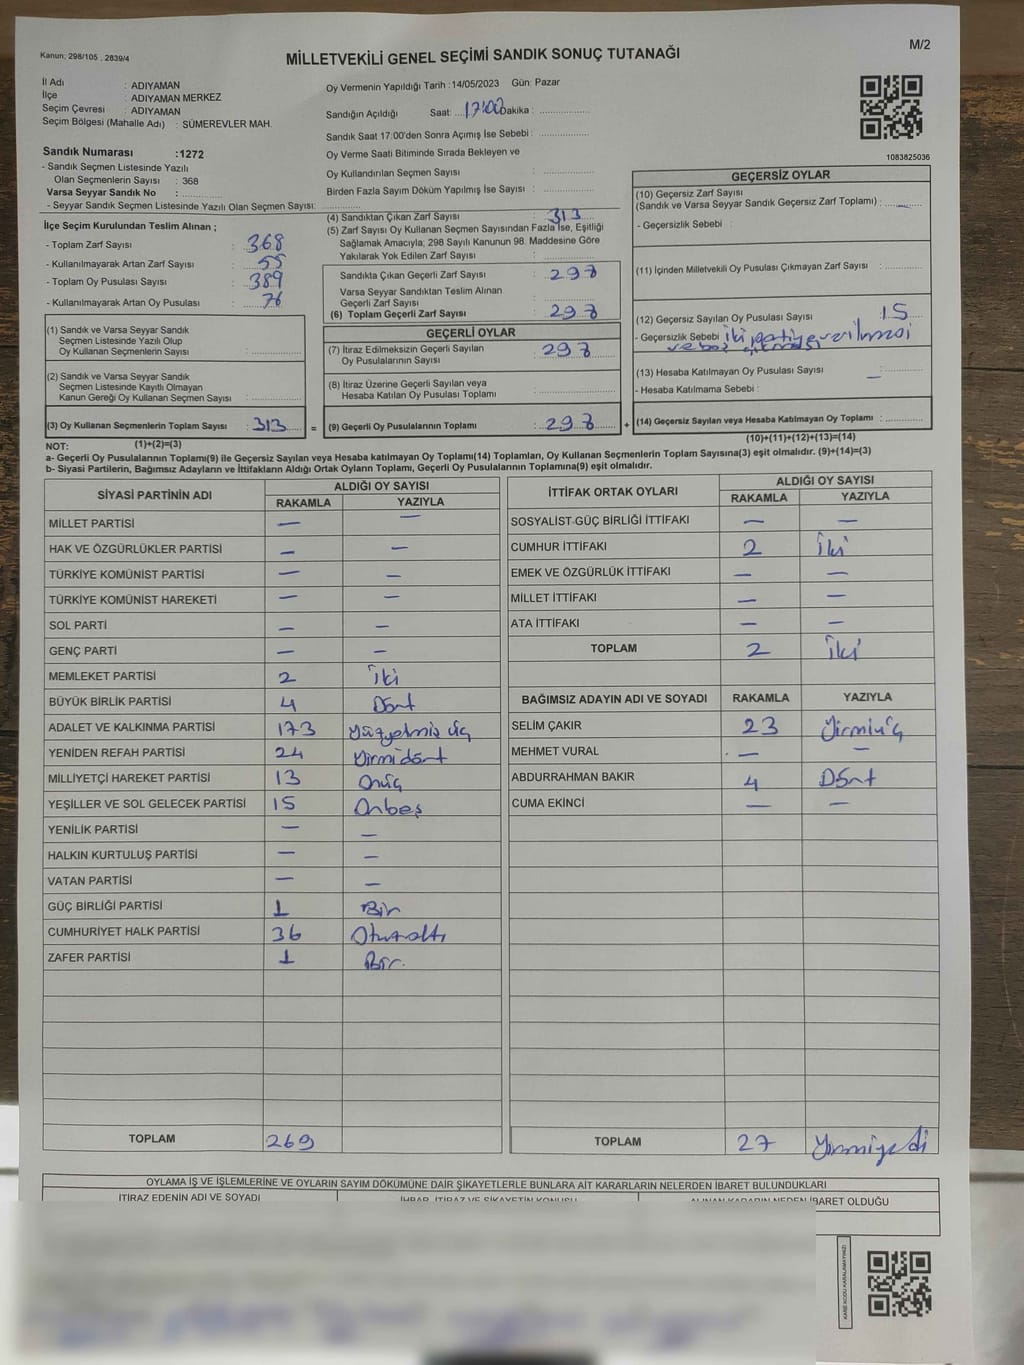 Kanun; 298/105 , 2839/4
M/2
MİLLETVEKİLİ GENEL SEÇİMİ SANDIK SONUÇ TUTANAĞI
İl Adı : ADIYAMAN
İlçe : ADIYAMAN MERKEZ
Seçim Çevresi : ADIYAMAN
Seçim Bölgesi (Mahalle Adı) : SÜMEREVLER MAH.
Sandık Numarası :1272
- Sandık Seçmen Listesinde Yazılı
Olan Seçmenlerin Sayısı : 368
Varsa Seyyar Sandık No :
- Seyyar Sandık Seçmen Listesinde Yazılı Olan Seçmen Sayısı:
Oy Vermenin Yapıldığı Tarih :14/05/2023 Gün: Pazar
Sandığın Açıldığı Saat: 17:00 Dakika :
Sandık Saat 17:00'den Sonra Açımış İse Sebebi :
Oy Verme Saati Bitiminde Sırada Bekleyen ve
Oy Kullandırılan Seçmen Sayısı :
Birden Fazla Sayım Döküm Yapılmış İse Sayısı :
1083825036
İlçe Seçim Kurulundan Teslim Alınan ;
- Toplam Zarf Sayısı : 368
- Kullanılmayarak Artan Zarf Sayısı : 55
- Toplam Oy Pusulası Sayısı : 389
- Kullanılmayarak Artan Oy Pusulası : 76
(1) Sandık ve Varsa Seyyar Sandık
Seçmen Listesinde Yazılı Olup
Oy Kullanan Seçmenlerin Sayısı :
(2) Sandık ve Varsa Seyyar Sandık
Seçmen Listesinde Kayıtlı Olmayan
Kanun Gereği Oy Kullanan Seçmen Sayısı :
(3) Oy Kullanan Seçmenlerin Toplam Sayısı : 313 =
(1)+(2)=(3)
(4) Sandıktan Çıkan Zarf Sayısı : 313
(5) Zarf Sayısı Oy Kullanan Seçmen Sayısından Fazla İse, Eşitliği
Sağlamak Amacıyla, 298 Sayılı Kanunun 98. Maddesine Göre
Yakılarak Yok Edilen Zarf Sayısı :
Sandıkta Çıkan Geçerli Zarf Sayısı : 298
Varsa Seyyar Sandıktan Teslim Alınan
Geçerli Zarf Sayısı :
(6) Toplam Geçerli Zarf Sayısı : 298
GEÇERLİ OYLAR
(7) İtiraz Edilmeksizin Geçerli Sayılan
Oy Pusulalarının Sayısı : 298
(8) İtiraz Üzerine Geçerli Sayılan veya
Hesaba Katılan Oy Pusulası Toplamı :
(9) Geçerli Oy Pusulalarının Toplamı : 298 +
GEÇERSİZ OYLAR
(10) Geçersiz Zarf Sayısı
(Sandık ve Varsa Seyyar Sandık Geçersiz Zarf Toplamı) :
- Geçersizlik Sebebi :
(11) İçinden Milletvekili Oy Pusulası Çıkmayan Zarf Sayısı :
(12) Geçersiz Sayılan Oy Pusulası Sayısı : 15
- Geçersizlik Sebebi : iki partiye verilmesi
ve boş
(13) Hesaba Katılmayan Oy Pusulası Sayısı : —
- Hesaba Katılmama Sebebi :
(14) Geçersiz Sayılan veya Hesaba Katılmayan Oy Toplamı :
(10)+(11)+(12)+(13)=(14)
NOT:
a- Geçerli Oy Pusulalarının Toplamı(9) ile Geçersiz Sayılan veya Hesaba katılmayan Oy Toplamı(14) Toplamları, Oy Kullanan Seçmenlerin Toplam Sayısına(3) eşit olmalıdır. (9)+(14)=(3)
b- Siyasi Partilerin, Bağımsız Adayların ve İttifakların Aldığı Ortak Oyların Toplamı, Geçerli Oy Pusulalarının Toplamına(9) eşit olmalıdır.
SİYASİ PARTİNİN ADI ALDIĞI OY SAYISI
RAKAMLA YAZIYLA
MİLLET PARTİSİ — —
HAK VE ÖZGÜRLÜKLER PARTİSİ — —
TÜRKİYE KOMÜNİST PARTİSİ — —
TÜRKİYE KOMÜNİST HAREKETİ — —
SOL PARTİ — —
GENÇ PARTİ — —
MEMLEKET PARTİSİ 2 İki
BÜYÜK BİRLİK PARTİSİ 4 Dört
ADALET VE KALKINMA PARTİSİ 173 Yüzyetmiş üç
YENİDEN REFAH PARTİSİ 24 Yirmidört
MİLLİYETÇİ HAREKET PARTİSİ 13 Onüç
YEŞİLLER VE SOL GELECEK PARTİSİ 15 Onbeş
YENİLİK PARTİSİ — —
HALKIN KURTULUŞ PARTİSİ — —
VATAN PARTİSİ — —
GÜÇ BİRLİĞİ PARTİSİ 1 Bir
CUMHURİYET HALK PARTİSİ 36 Otuzaltı
ZAFER PARTİSİ 1 Bir.
TOPLAM 269
İTTİFAK ORTAK OYLARI ALDIĞI OY SAYISI
RAKAMLA YAZIYLA
SOSYALİST GÜÇ BİRLİĞİ İTTİFAKI — —
CUMHUR İTTİFAKI 2 İki
EMEK VE ÖZGÜRLÜK İTTİFAKI — —
MİLLET İTTİFAKI — —
ATA İTTİFAKI — —
TOPLAM 2 İki
BAĞIMSIZ ADAYIN ADI VE SOYADI RAKAMLA YAZIYLA
SELİM ÇAKIR 23 Yirmiüç
MEHMET VURAL — —
ABDURRAHMAN BAKIR 4 Dört
CUMA EKİNCİ — —
TOPLAM 27 Yirmiyedi
OYLAMA İŞ VE İŞLEMLERİNE VE OYLARIN SAYIM DÖKÜMÜNE DAİR ŞİKAYETLERLE BUNLARA AİT KARARLARIN NELERDEN İBARET BULUNDUKLARI
İTİRAZ EDENİN ADI VE SOYADI İHBAR, İTİRAZ VE ŞİKAYETİN KONUSU ALINAN KARARIN NEDEN İBARET OLDUĞU
KARE KODU KARALAMAYINIZ!